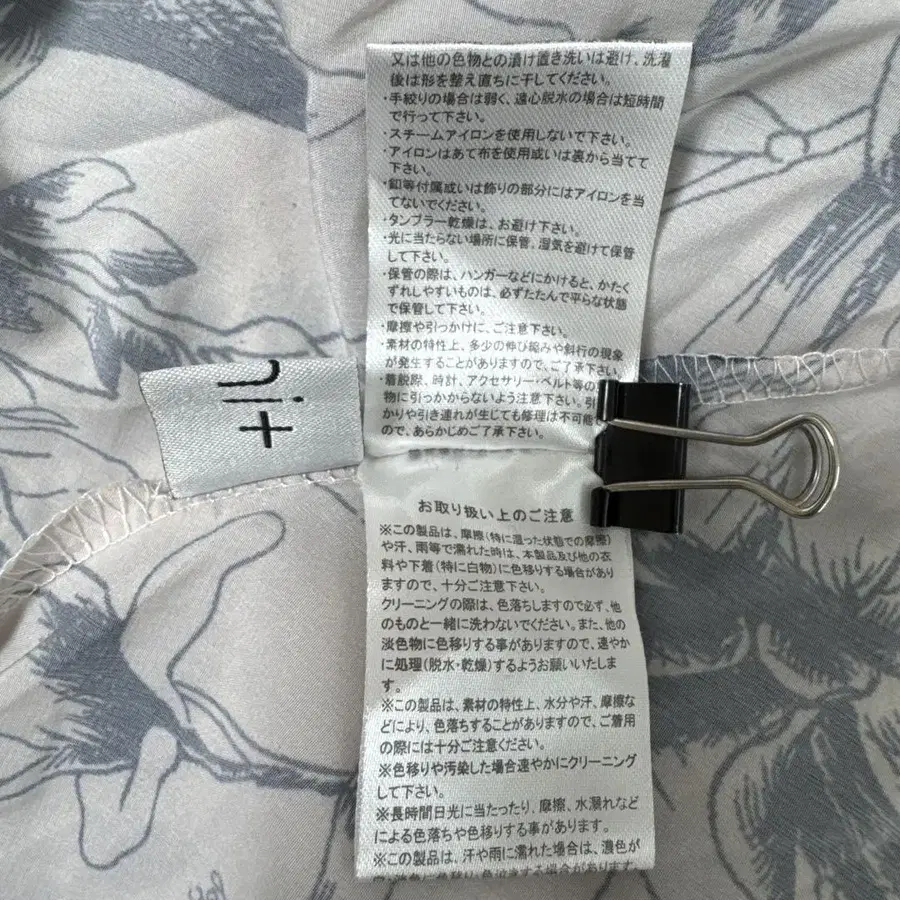 又は他の色物との漬け置き洗いは避け、洗濯
後は形を整え直ちに干してください。
・手絞りの場合は弱く、遠心脱水の場合は短時間
で行って下さい。
・スチームアイロンを使用しないで下さい。
・アイロンはあて布を使用或いは裏から当てて
下さい。
・釦等付属或いは飾りの部分にはアイロンを当
てないでください。
・タンブラー乾燥は、お避け下さい。
・光に当たらない場所に保管、湿気を避けて保管
して下さい。
・保管の際は、ハンガーなどにかけると、かたく
ずれしやすいものは、必ずたたんで平らな状態
で保管して下さい。
・摩擦や引っかけに、ご注意下さい。
・素材の特性上、多少の伸び縮みや斜行の現象
が発生することがありますので、ご了承下さい。
・着脱際、時計、アクセサリー・ベルト等の
物に引っかからないよう注意下さい。引
かかりや引き連れが生じても修理は不可能
ので、あらかじめご了承下さい。
ni+
お取り扱い上のご注意
※この製品は、摩擦(特に湿った状態での摩擦)
や汗、雨等で濡れた時は、本製品及び他の衣
料や下着(特に白物)に色移りする場合があり
ますので、十分ご注意下さい。
クリーニングの際は、色落ちしますので必ず、他
のものと一緒に洗わないでください。また、他の
淡色物に色移りする事がありますので、速やか
に処理(脱水・乾燥)するようお願いいたしま
す。
※この製品は、素材の特性上、水分や汗、摩擦な
どにより、色落ちすることがありますので、ご着用
の際には十分ご注意ください。
※色移りや汚染した場合速やかにクリーニング
して下さい。
※長時間日光に当たったり、摩擦、水濡れなど
による色落ちや色移りする事があります。
※この製品は、汗や雨に濡れた場合は、濃色が